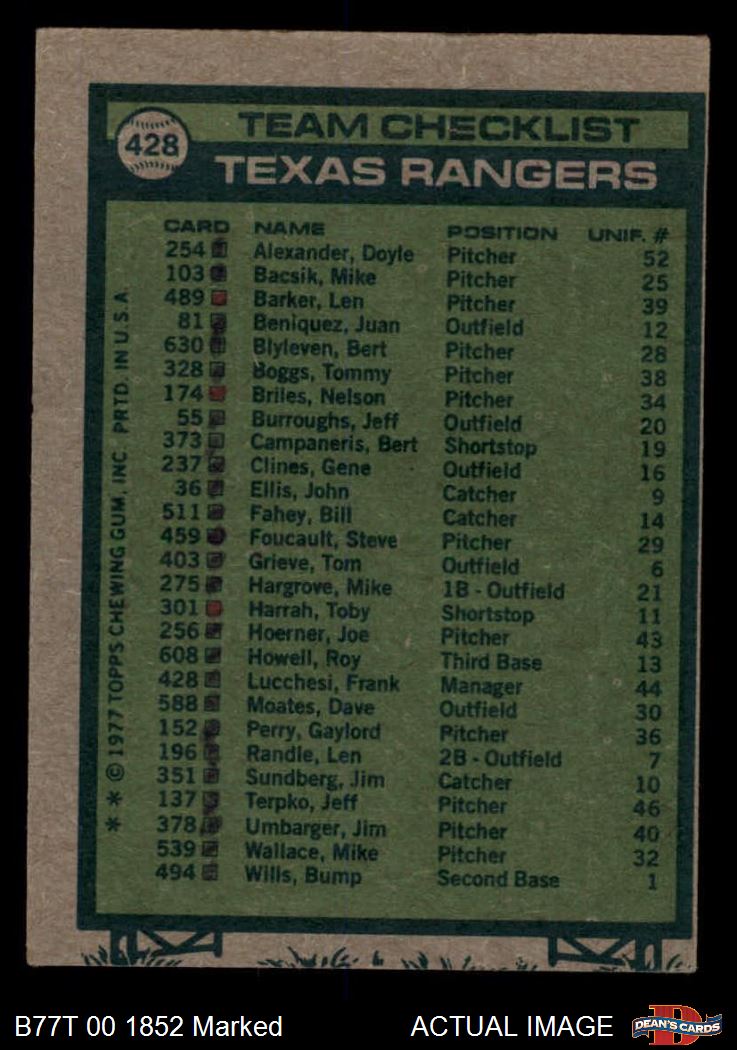 428
TEAM CHECKLIST
TEXAS RANGERS
CARD NAME POSITION UNIF. #
254 Alexander, Doyle Pitcher 52
103 Bacsik, Mike Pitcher 25
489 Barker, Len Pitcher 39
81 Beniquez, Juan Outfield 12
630 Blyleven, Bert Pitcher 28
328 Boggs, Tommy Pitcher 38
174 Briles, Nelson Pitcher 34
55 Burroughs, Jeff Outfield 20
373 Campaneris, Bert Shortstop 19
237 Clines, Gene Outfield 16
36 Ellis, John Catcher 9
511 Fahey, Bill Catcher 14
459 Foucault, Steve Pitcher 29
403 Grieve, Tom Outfield 6
275 Hargrove, Mike 1B - Outfield 21
301 Harrah, Toby Shortstop 11
256 Hoerner, Joe Pitcher 43
608 Howell, Roy Third Base 13
428 Lucchesi, Frank Manager 44
588 Moates, Dave Outfield 30
152 Perry, Gaylord Pitcher 36
196 Randle, Len 2B - Outfield 7
351 Sundberg, Jim Catcher 10
137 Terpko, Jeff Pitcher 46
378 Umbarger, Jim Pitcher 40
539 Wallace, Mike Pitcher 32
494 Wills, Bump Second Base 1
* * © 1977 TOPPS CHEWING GUM, INC. PRTD. IN U.S.A.
B77T 00 1852 Marked
ACTUAL IMAGE
DEAN'S CARDS